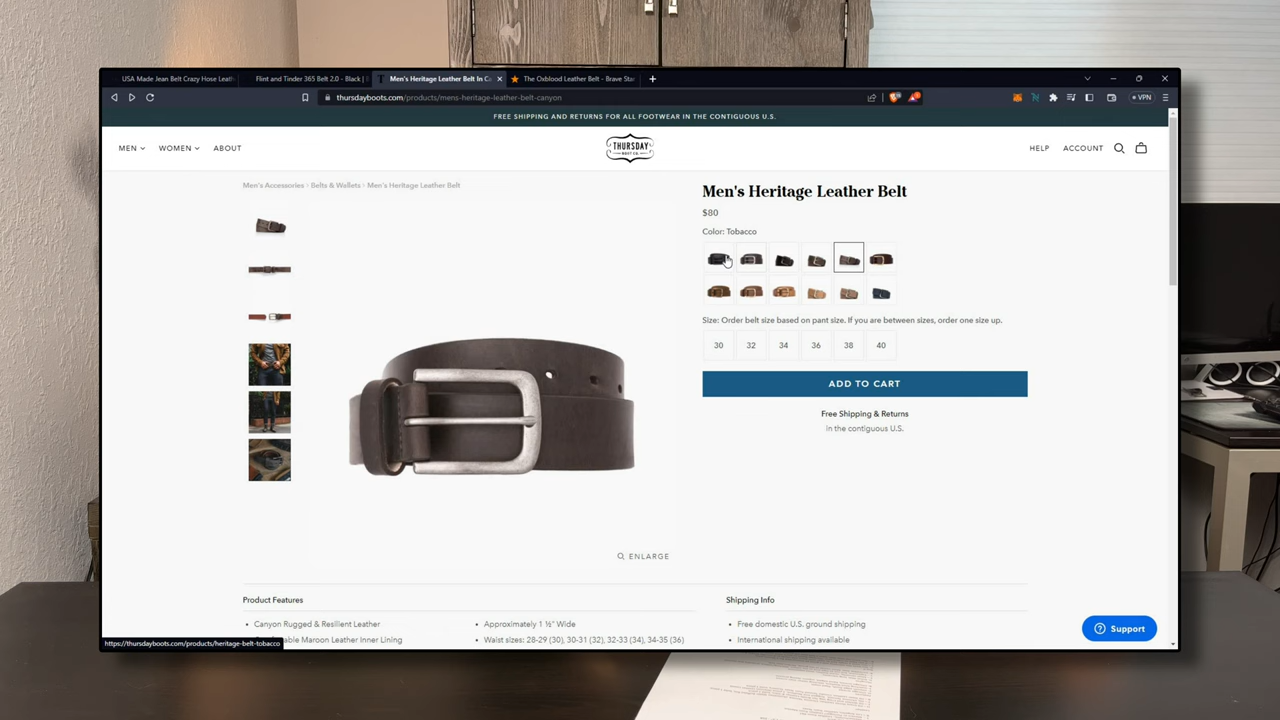 USA Made Jean Belt Crazy Hose Leath
Flint and Tinder 365 Belt 2.0 - Black |
Men's Heritage Leather Belt In Ca
The Oxblood Leather Belt - Brave Star
thursdayboots.com/products/mens-heritage-leather-belt-canyon
VPN
FREE SHIPPING AND RETURNS FOR ALL FOOTWEAR IN THE CONTIGUOUS U.S.
MEN
WOMEN
ABOUT
THURSDAY
BOOT CO.
HELP
ACCOUNT
Men's Accessories › Belts & Wallets › Men's Heritage Leather Belt
Men's Heritage Leather Belt
$80
Color: Tobacco
Size: Order belt size based on pant size. If you are between sizes, order one size up.
30 32 34 36 38 40
ADD TO CART
Free Shipping & Returns
In the contiguous U.S.
ENLARGE
Product Features
Shipping Info
• Canyon Rugged & Resilient Leather
• Approximately 1 ½" Wide
• Free domestic U.S. ground shipping
able Maroon Leather Inner Lining
• Waist sizes: 28-29 (30), 30-31 (32), 32-33 (34), 34-35 (36)
• International shipping available
Support
https://thursdayboots.com/products/heritage-belt-tobacco